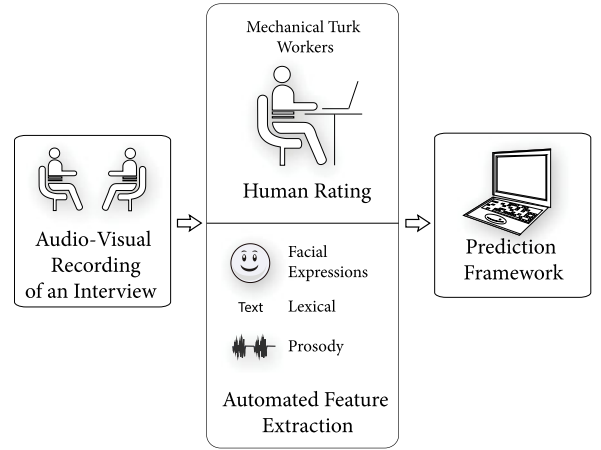 Audio-Visual
Recording
of an Interview
Mechanical Turk
Workers
Human Rating
Facial
Expressions
Text Lexical
Prosody
Automated Feature
Extraction
Prediction
Framework